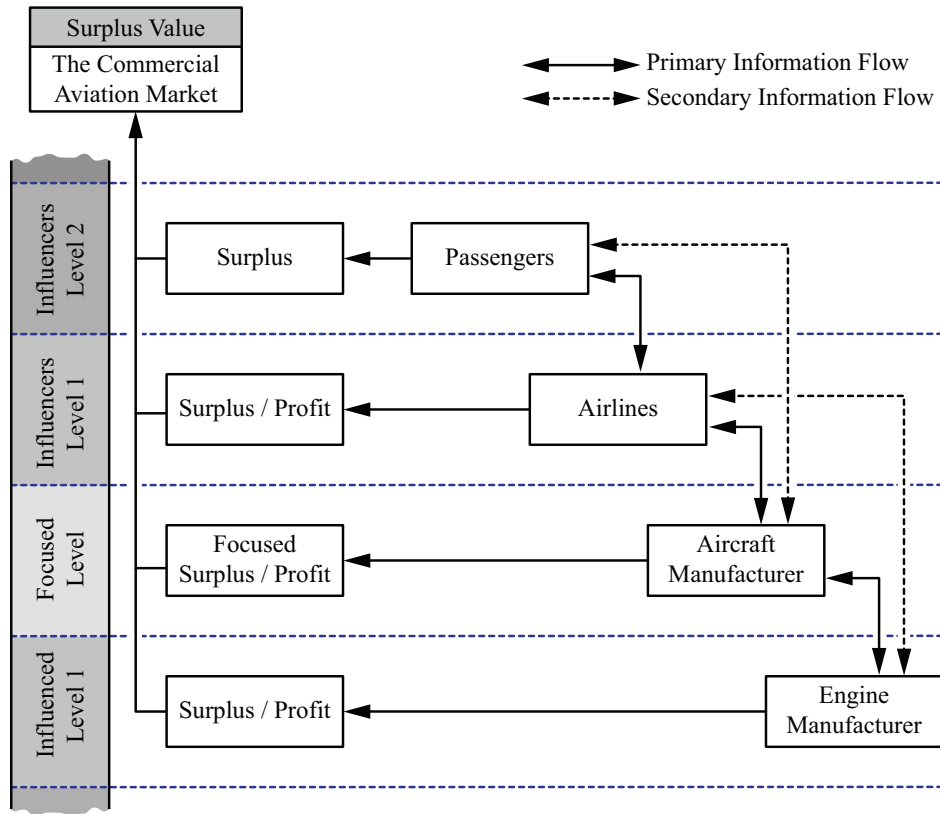 Surplus Value
The Commercial
Aviation Market
Primary Information Flow
Secondary Information Flow
Influencers
Level 2
Surplus
Passengers
Influencers
Level 1
Surplus / Profit
Airlines
Focused
Level
Focused
Surplus / Profit
Aircraft
Manufacturer
Influenced
Level 1
Surplus / Profit
Engine
Manufacturer